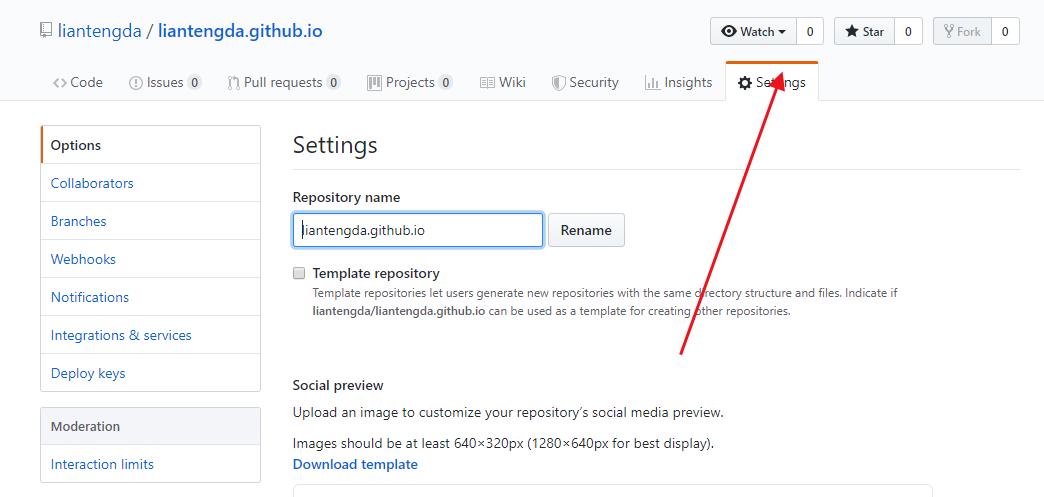 liantengda / liantengda.github.io
Watch 0 Star 0 Fork 0
Code Issues 0 Pull requests 0 Projects 0 Wiki Security Insights Settings
Options
Collaborators
Branches
Webhooks
Notifications
Integrations & services
Deploy keys
Moderation
Interaction limits
Settings
Repository name
liantengda.github.io Rename
Template repository
Template repositories let users generate new repositories with the same directory structure and files. Indicate if
liantengda/liantengda.github.io can be used as a template for creating other repositories.
Social preview
Upload an image to customize your repository’s social media preview.
Images should be at least 640×320px (1280×640px for best display).
Download template